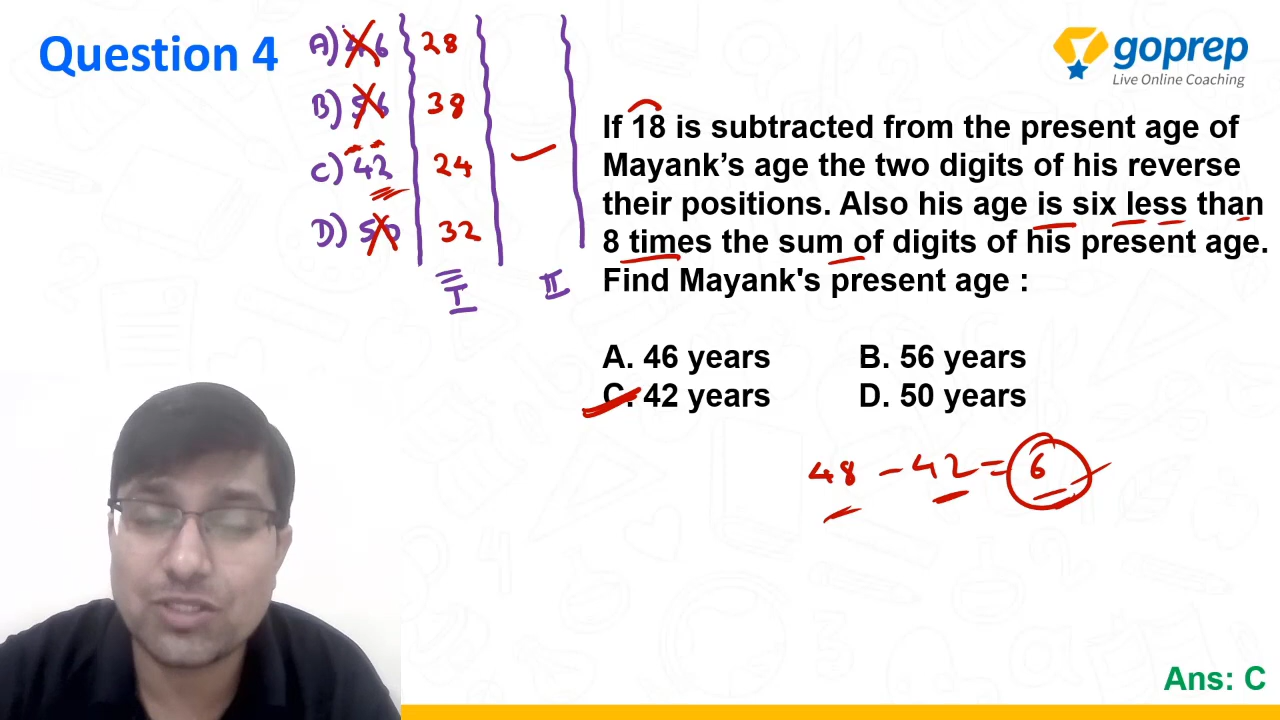 Question 4
A) 46 28
B) 56 38
C) 42 24
D) 50 32
I II
goprep
Live Online Coaching
If 18 is subtracted from the present age of
Mayank’s age the two digits of his reverse
their positions. Also his age is six less than
8 times the sum of digits of his present age.
Find Mayank's present age :
A. 46 years B. 56 years
C. 42 years D. 50 years
48 - 42 = 6
Ans: C